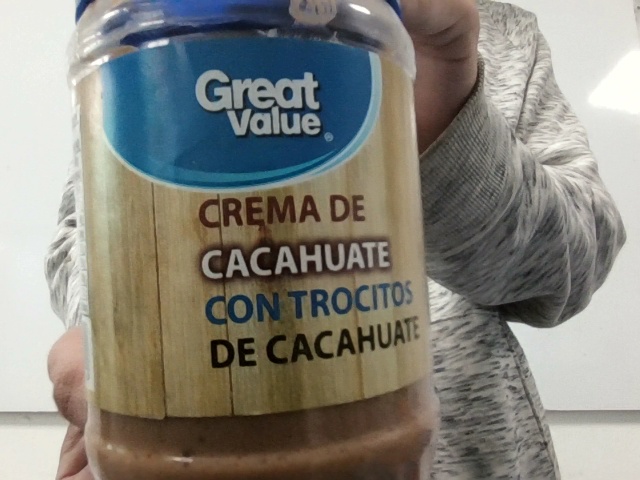 Great
Value®
CREMA DE
CACAHUATE
CON TROCITOS
DE CACAHUATE